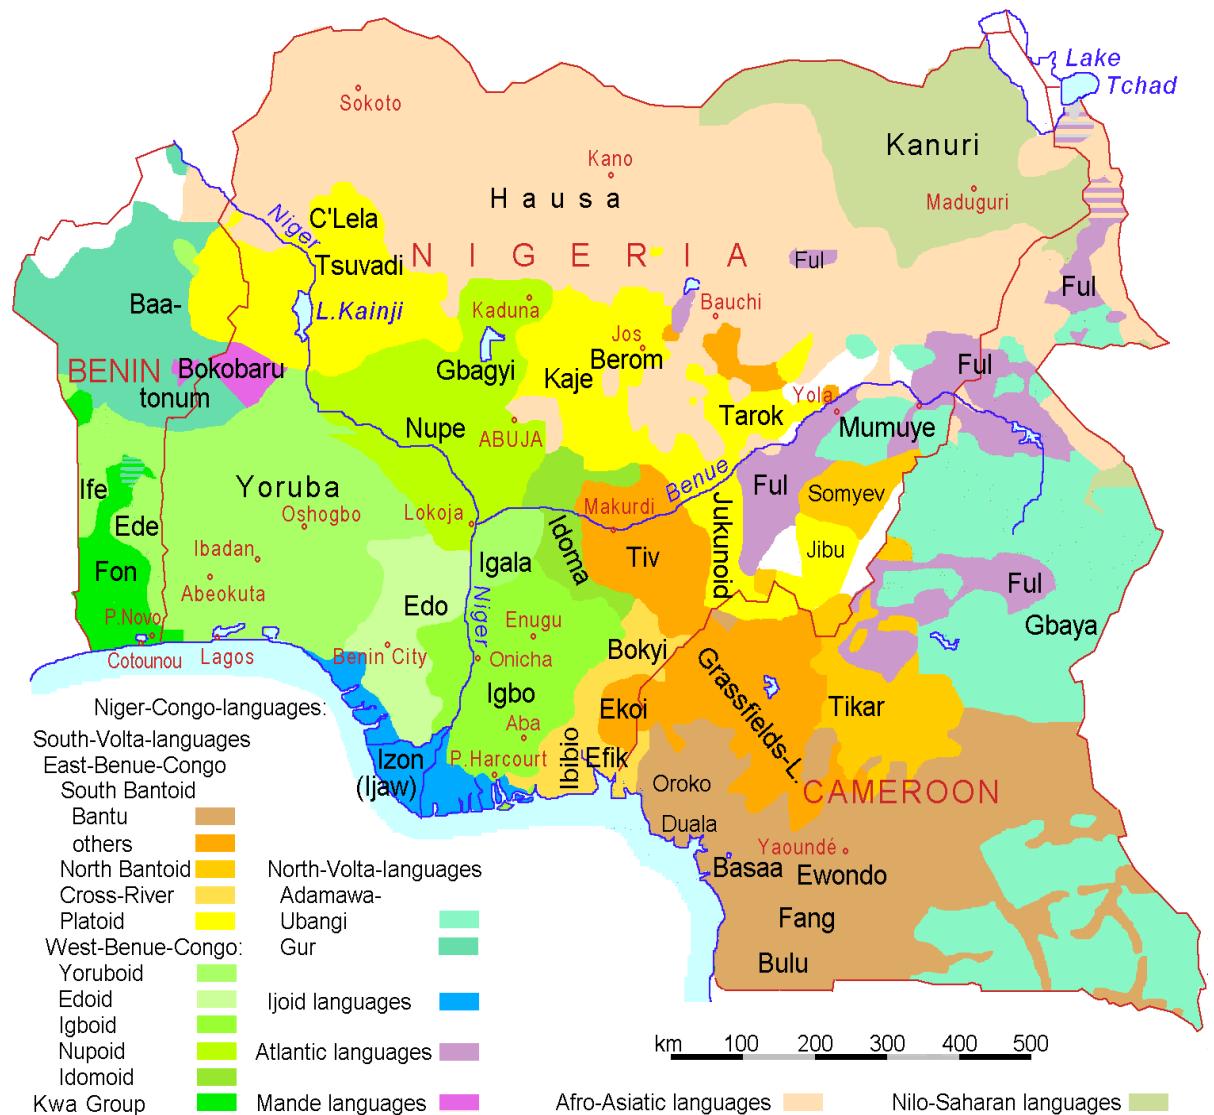 Lake
Tchad
Sokoto
Kanuri
Kano
Hausa
Maduguri
C'Lela
Niger
Tsuvadi
NIGERIA
Ful
Ful
Baa-
L.Kainji
Kaduna
Bauchi
Jos
BENIN
Bokobaru
Gbagyi
Kaje
Berom
Ful
tonum
Yola
Tarok
Nupe
ABUJA
Mumuye
Benue
Ife
Yoruba
Ful
Somyev
Ede
Oshogbo
Lokoja
Makurdi
Idoma
Jukunoid
Ibadan
Igala
Tiv
Jibu
Fon
Abeokuta
Edo
Niger
Ful
P.Novo
Enugu
Gbaya
Cotounou
Lagos
Benin City
Onicha
Bokyi
Igbo
Ekoi
Grassfields-L.
Tikar
Aba
Izon
(Ijaw)
P.Harcourt
Ibibio
Efik
Oroko
CAMEROON
Duala
Yaoundé
Basaa
Ewondo
Fang
Bulu
Niger-Congo-languages:
South-Volta-languages
East-Benue-Congo
South Bantoid
Bantu
others
North Bantoid
Cross-River
Platoid
West-Benue-Congo:
Yoruboid
Edoid
Igboid
Nupoid
Idomoid
Kwa Group
North-Volta-languages
Adamawa-
Ubangi
Gur
Ijoid languages
Atlantic languages
Mande languages
km 100 200 300 400 500
Afro-Asiatic languages
Nilo-Saharan languages